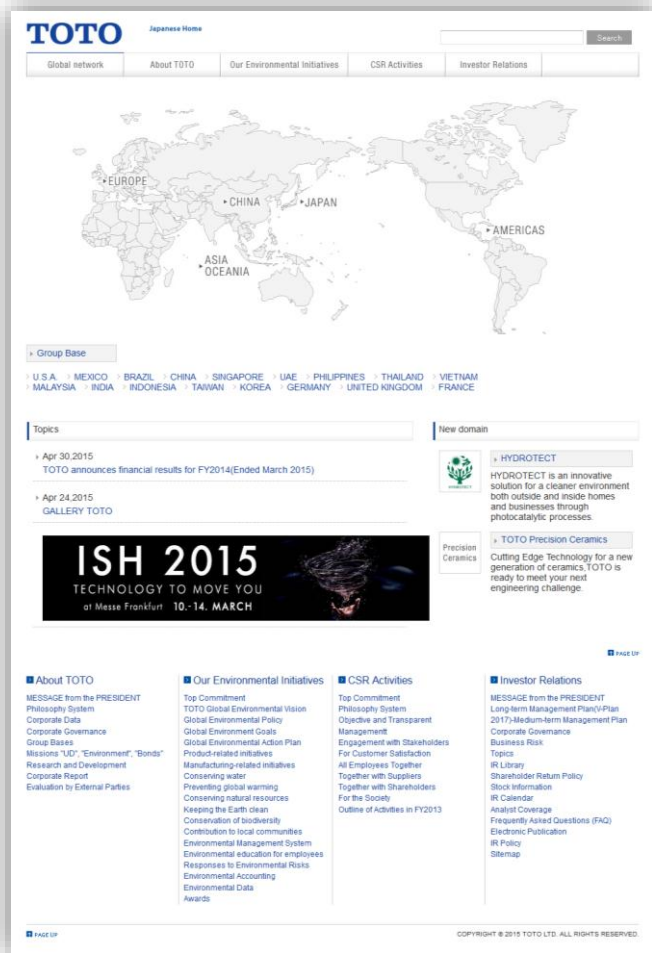 TOTO
Japanese Home
Search
Global network
About TOTO
Our Environmental Initiatives
CSR Activities
Investor Relations
EUROPE
CHINA
JAPAN
ASIA
OCEANIA
AMERICAS
Group Base
U.S.A. MEXICO BRAZIL CHINA SINGAPORE UAE PHILIPPINES THAILAND VIETNAM
MALAYSIA INDIA INDONESIA TAIWAN KOREA GERMANY UNITED KINGDOM FRANCE
Topics
Apr 30,2015
TOTO announces financial results for FY2014(Ended March 2015)
Apr 24,2015
GALLERY TOTO
ISH 2015
TECHNOLOGY TO MOVE YOU
at Messe Frankfurt 10.-14. MARCH
New domain
HYDROTECT
HYDROTECT is an innovative
solution for a cleaner environment
both outside and inside homes
and businesses through
photocatalytic processes.
Precision
Ceramics
TOTO Precision Ceramics
Cutting Edge Technology for a new
generation of ceramics,TOTO is
ready to meet your next
engineering challenge.
PAGE UP
About TOTO
MESSAGE from the PRESIDENT
Philosophy System
Corporate Data
Corporate Governance
Group Bases
Missions "UD", "Environment", "Bonds"
Research and Development
Corporate Report
Evaluation by External Parties
Our Environmental Initiatives
Top Commitment
TOTO Global Environmental Vision
Global Environmental Policy
Global Environment Goals
Global Environmental Action Plan
Product-related initiatives
Manufacturing-related initiatives
Conserving water
Preventing global warming
Conserving natural resources
Keeping the Earth clean
Conservation of biodiversity
Contribution to local communities
Environmental Management System
Environmental education for employees
Responses to Environmental Risks
Environmental Accounting
Environmental Data
Awards
CSR Activities
Top Commitment
Philosophy System
Objective and Transparent
Managementt
Engagement with Stakeholders
For Customer Satisfaction
All Employees Together
Together with Suppliers
Together with Shareholders
For the Society
Outline of Activities in FY2013
Investor Relations
MESSAGE from the PRESIDENT
Long-term Management Plan(V-Plan
2017)-Medium-term Management Plan
Corporate Governance
Business Risk
Topics
IR Library
Shareholder Return Policy
Stock Information
IR Calendar
Analyst Coverage
Frequently Asked Questions (FAQ)
Electronic Publication
IR Policy
Sitemap
PAGE UP
COPYRIGHT © 2015 TOTO LTD. ALL RIGHTS RESERVED.